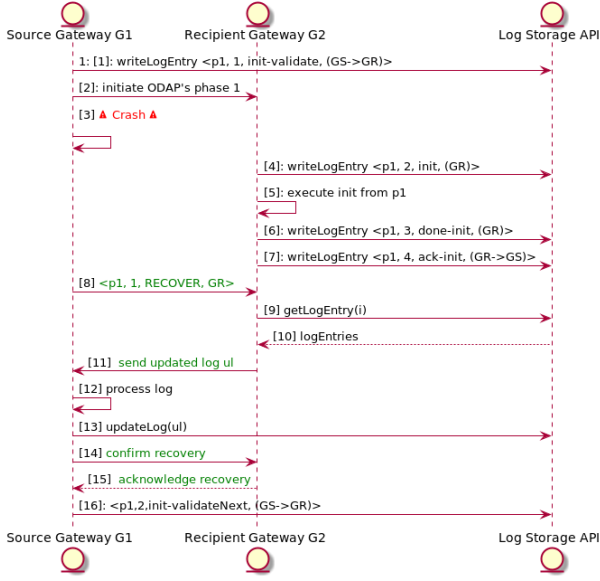 Source Gateway G1 Recipient Gateway G2 Log Storage API
1: [1]: writeLogEntry <p1, 1, init-validate, (GS->GR)>
[2]: initiate ODAP's phase 1
[3] ⚠ Crash ⚠
[4]: writeLogEntry <p1, 2, init, (GR)>
[5]: execute init from p1
[6]: writeLogEntry <p1, 3, done-init, (GR)>
[7]: writeLogEntry <p1, 4, ack-init, (GR->GS)>
[8] <p1, 1, RECOVER, GR>
[9] getLogEntry(i)
[10] logEntries
[11] send updated log ul
[12] process log
[13] updateLog(ul)
[14] confirm recovery
[15] acknowledge recovery
[16]: <p1,2,init-validateNext, (GS->GR)>
Source Gateway G1 Recipient Gateway G2 Log Storage API